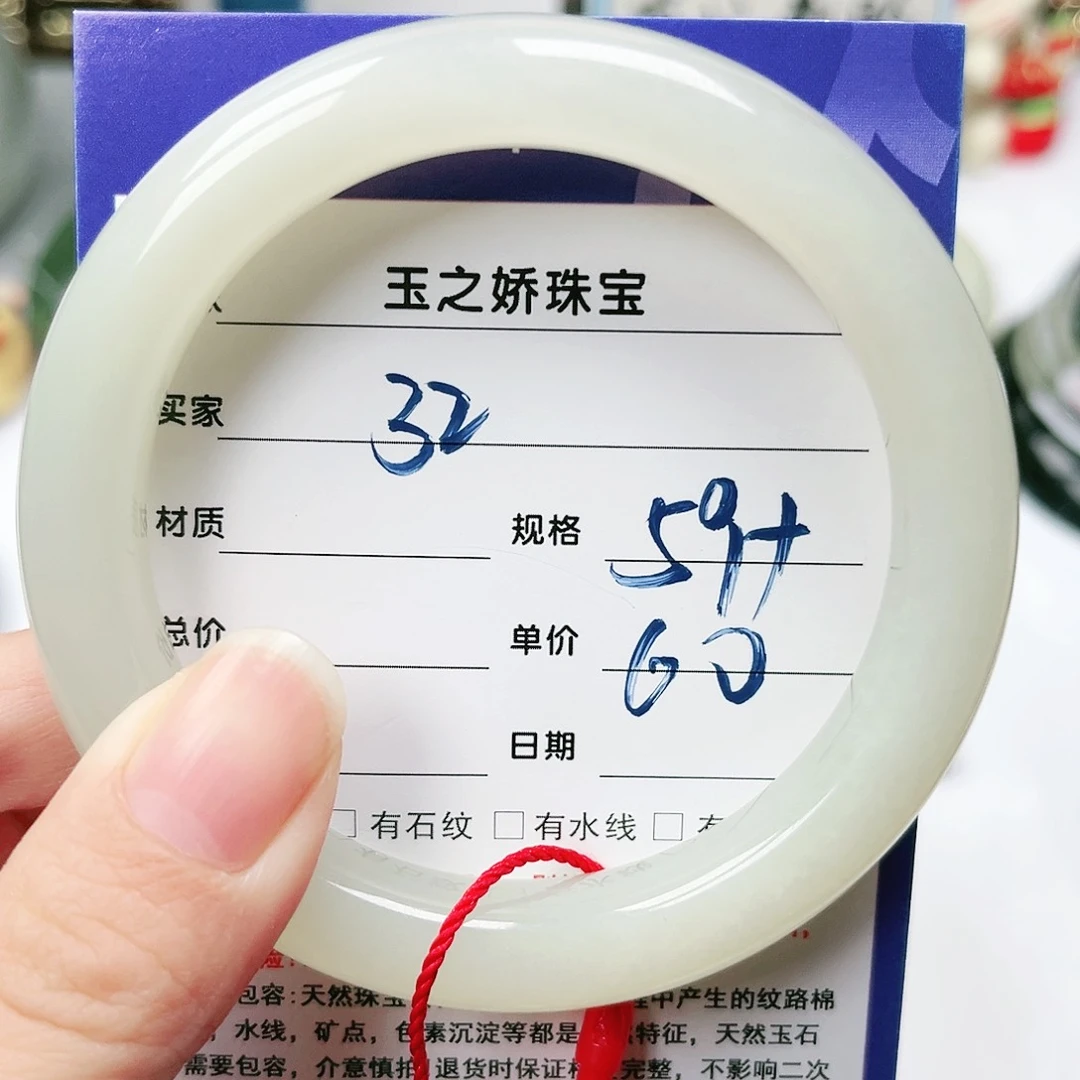 玉之娇珠宝
买家 32
材质 规格 59+
总价 单价 60
日期
□ 有石纹 □ 有水线 □
包容:天然珠宝 中产生的纹路棉
,水线,矿点,色素沉淀等都是 特征,天然玉石
需要包容,介意慎拍 退货时保证 完整,不影响二次